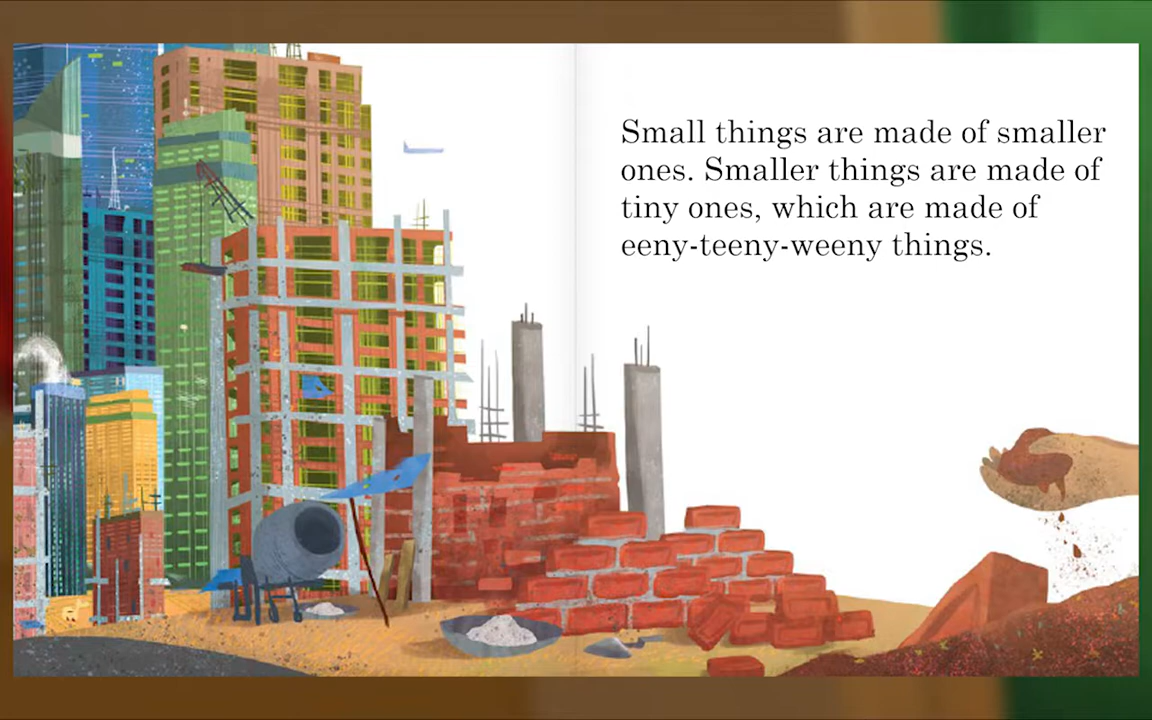 Small things are made of smaller
ones. Smaller things are made of
tiny ones, which are made of
eeny-teeny-weeny things.